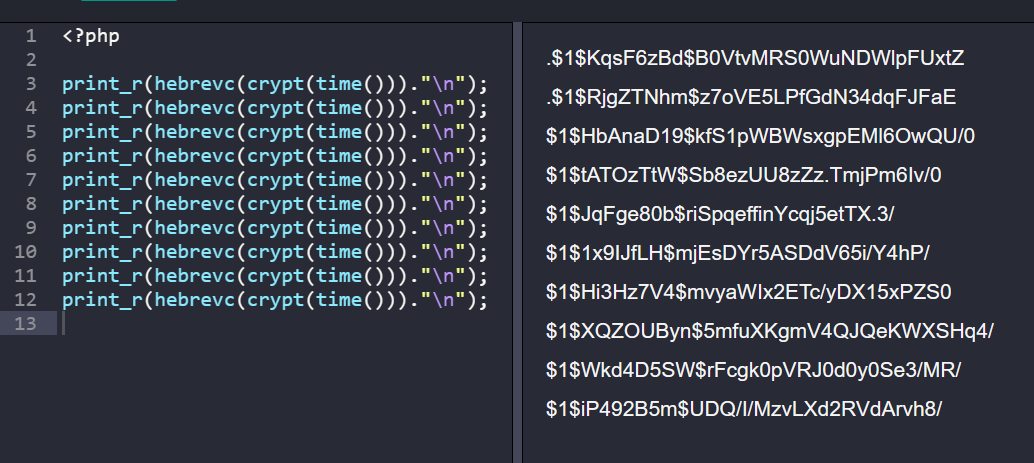 1 <?php
2
3 print_r(hebrevc(crypt(time()))."\n");
4 print_r(hebrevc(crypt(time()))."\n");
5 print_r(hebrevc(crypt(time()))."\n");
6 print_r(hebrevc(crypt(time()))."\n");
7 print_r(hebrevc(crypt(time()))."\n");
8 print_r(hebrevc(crypt(time()))."\n");
9 print_r(hebrevc(crypt(time()))."\n");
10 print_r(hebrevc(crypt(time()))."\n");
11 print_r(hebrevc(crypt(time()))."\n");
12 print_r(hebrevc(crypt(time()))."\n");
13
.$1$KqsF6zBd$B0VtvMRS0WuNDWlpFUxtZ
.$1$RjgZTNhm$z7oVE5LPfGdN34dqFJFaE
$1$HbAnaD19$kfS1pWBWsxgpEMl6OwQU/0
$1$tATOzTtW$Sb8ezUU8zZz.TmjPm6Iv/0
$1$JqFge80b$riSpqeffinYcqj5etTX.3/
$1$1x9IJfLH$mjEsDYr5ASDdV65i/Y4hP/
$1$Hi3Hz7V4$mvyaWIx2ETc/yDX15xPZS0
$1$XQZOUByn$5mfuXKgmV4QJQeKWXSHq4/
$1$Wkd4D5SW$rFcgk0pVRJ0d0y0Se3/MR/
$1$iP492B5m$UDQ/I/MzvLXd2RVdArvh8/